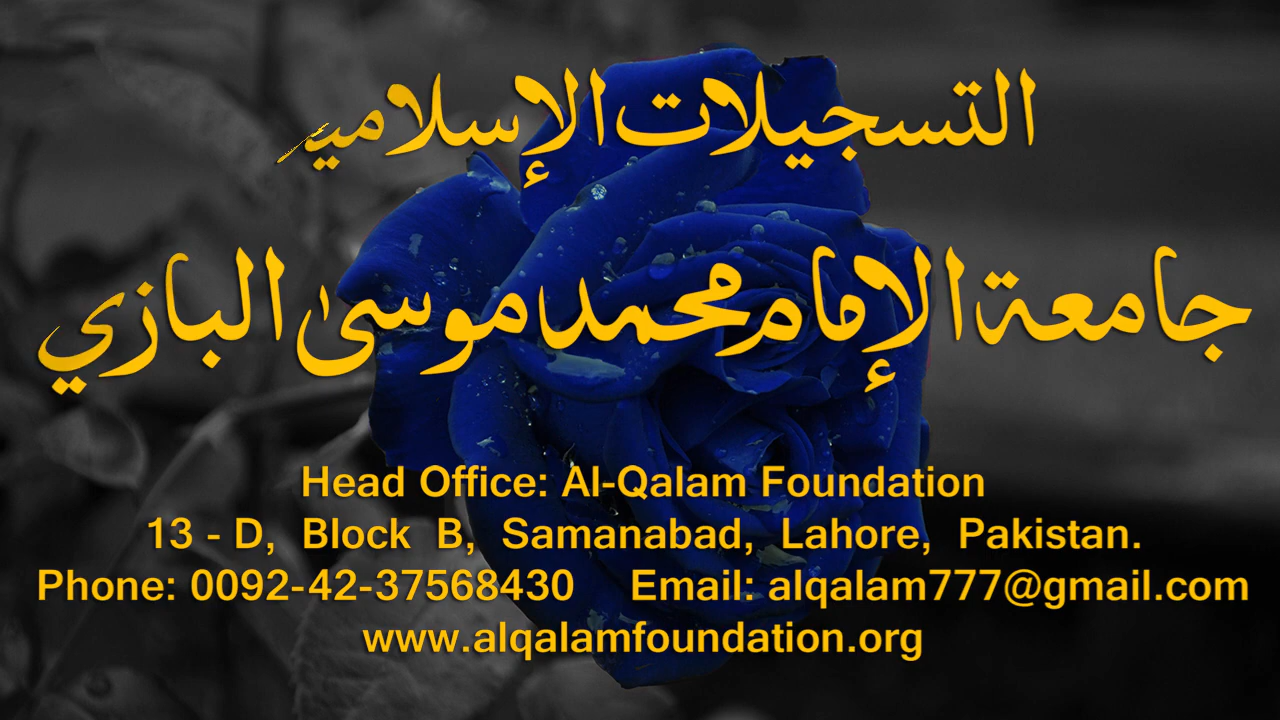 التسجيلات الإسلاميـ
جامعة الإمام محمد موسىٰ البازي
Head Office: Al-Qalam Foundation
13 - D, Block B, Samanabad, Lahore, Pakistan.
Phone: 0092-42-37568430 Email: alqalam777@gmail.com
www.alqalamfoundation.org